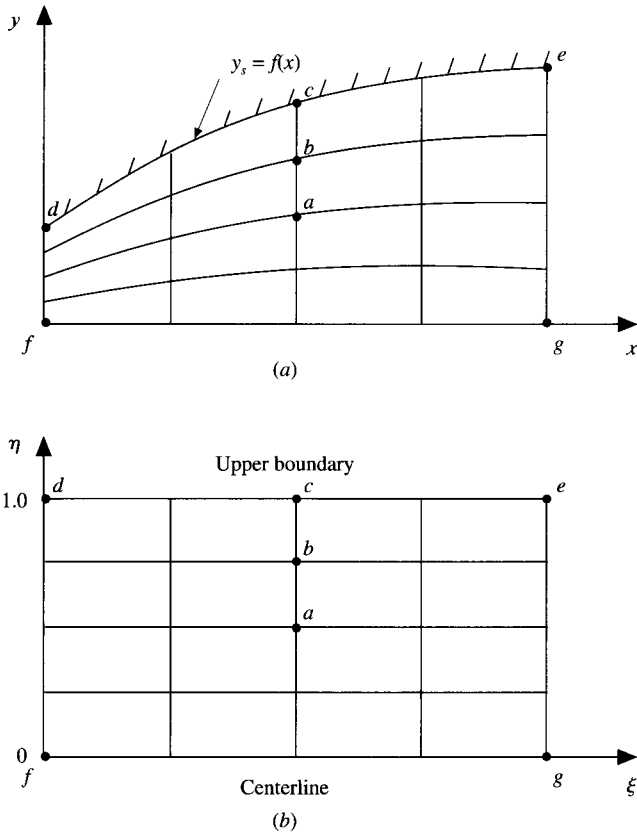 y
y_s = f(x)
e
c
b
d
a
f
g
x
(a)
η
Upper boundary
d
c
e
1.0
b
a
0
f
Centerline
g
ξ
(b)